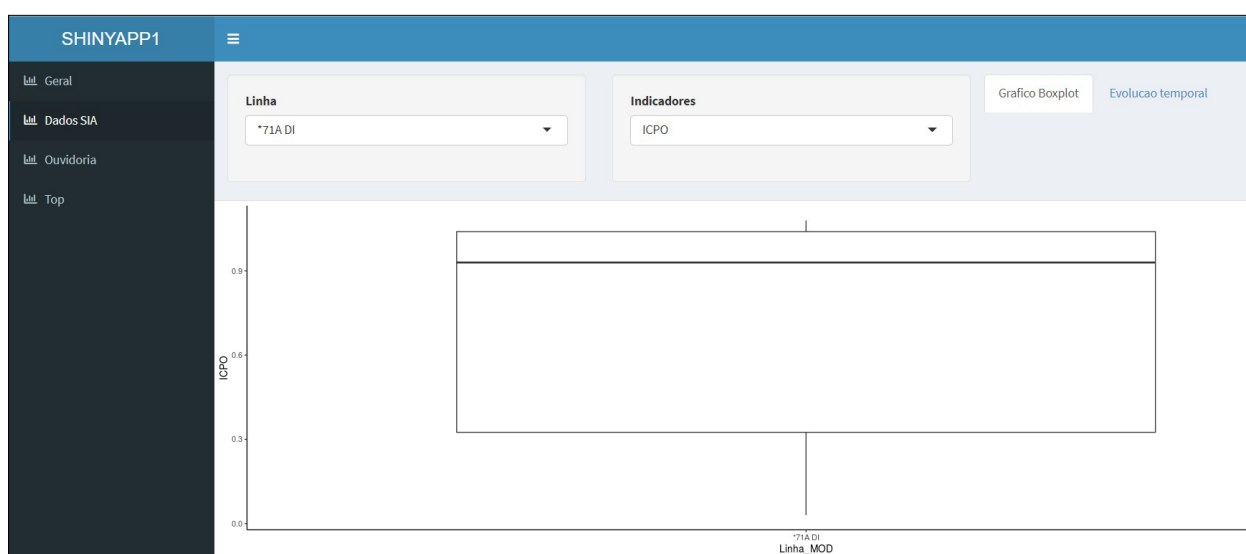 SHINYAPP1
Geral
Dados SIA
Ouvidoria
Top
Linha
*71A DI
Indicadores
ICPO
Grafico Boxplot
Evolucao temporal
0.9
0.6
0.3
0.0
ICPO
*71A DI
Linha_MOD